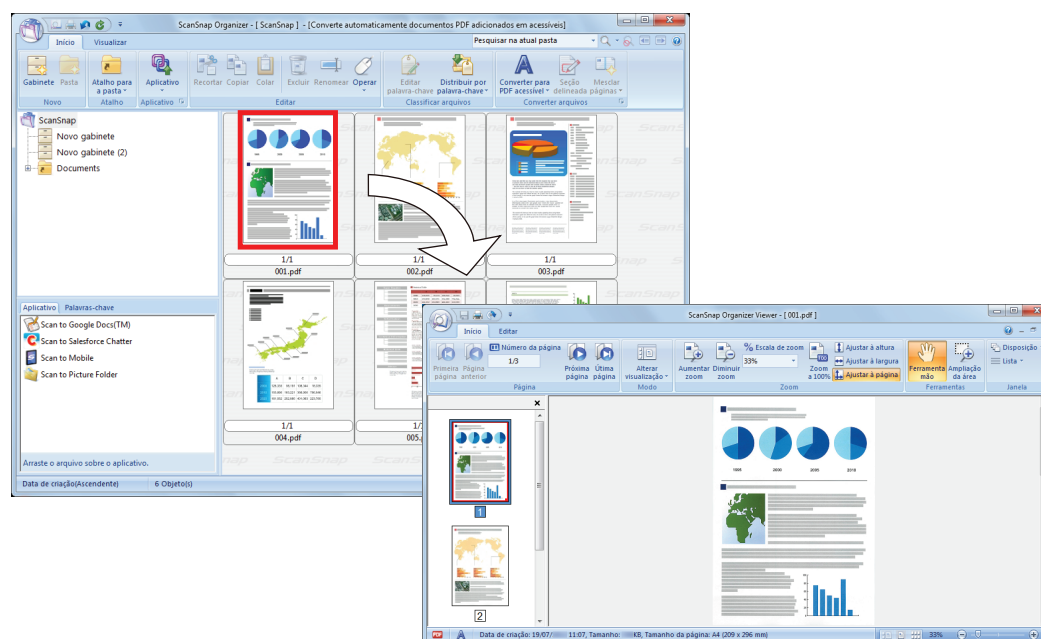 ScanSnap Organizer - [ ScanSnap ] - [Converte automaticamente documentos PDF adicionados em acessíveis]
Início Visualizar
Pesquisar na atual pasta
Gabinete Pasta
Novo
Atalho para a pasta
Atalho
Aplicativo
Aplicativo
Recortar Copiar Colar Excluir Renomear Operar
Editar
Editar palavra-chave
Distribuir por palavra-chave
Classificar arquivos
Converter para PDF acessível
Seção delineada
Mesclar páginas
Converter arquivos
ScanSnap
Novo gabinete
Novo gabinete (2)
Documents
1/1
001.pdf
1/1
002.pdf
1/1
003.pdf
1/1
004.pdf
005.
Aplicativo Palavras-chave
Scan to Google Docs(TM)
Scan to Salesforce Chatter
Scan to Mobile
Scan to Picture Folder
Arraste o arquivo sobre o aplicativo.
Data de criação(Ascendente) 6 Objeto(s)
ScanSnap Organizer Viewer - [ 001.pdf ]
Início Editar
Primeira página
Página anterior
Número da página
1/3
Próxima página
Útima página
Página
Alterar visualização
Modo
Aumentar zoom
Diminuir zoom
% Escala de zoom
33%
Zoom a 100%
Ajustar à altura
Ajustar à largura
Ajustar à página
Zoom
Ferramenta mão
Ampliação da área
Ferramentas
Disposição
Lista
Janela
1
2
1995 2000 2005 2010
Data de criação: 19/07/ 11:07, Tamanho: KB, Tamanho da página: A4 (209 x 296 mm)
33%